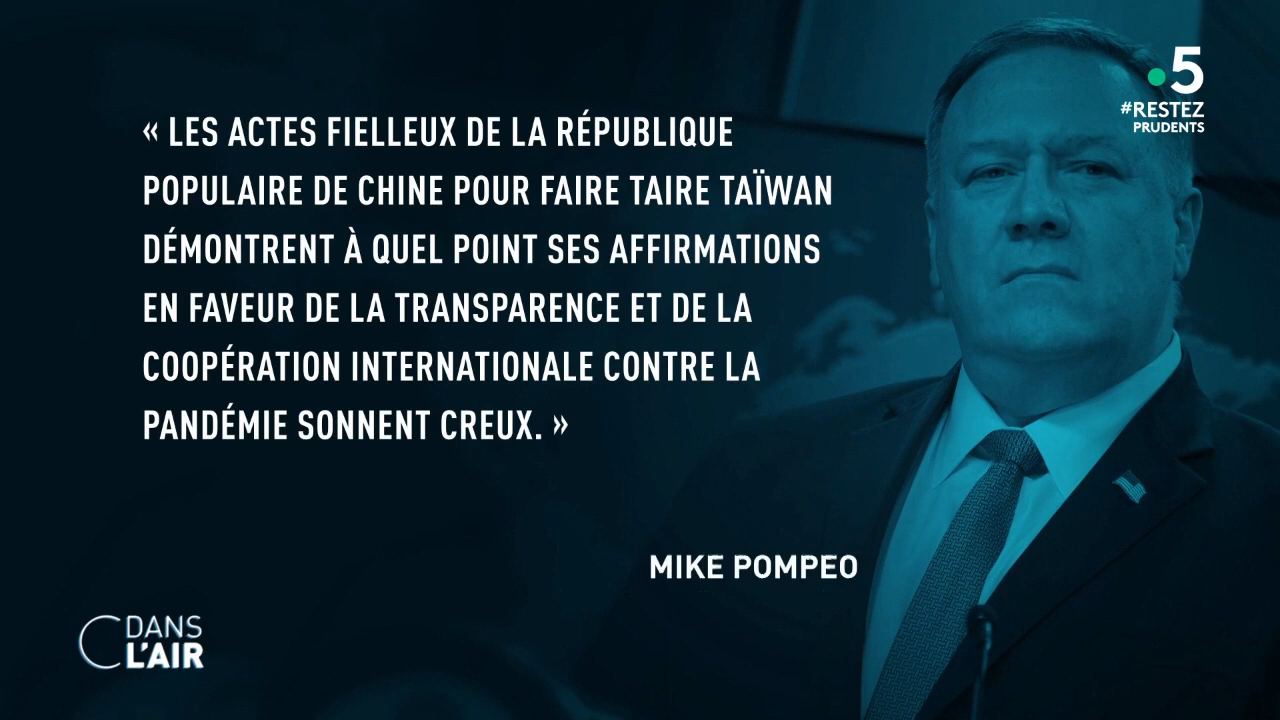 5
#RESTEZ
PRUDENTS
« LES ACTES FIELLEUX DE LA RÉPUBLIQUE
POPULAIRE DE CHINE POUR FAIRE TAIRE TAÏWAN
DÉMONTRENT À QUEL POINT SES AFFIRMATIONS
EN FAVEUR DE LA TRANSPARENCE ET DE LA
COOPÉRATION INTERNATIONALE CONTRE LA
PANDÉMIE SONNENT CREUX. »
MIKE POMPEO
C DANS
L'AIR